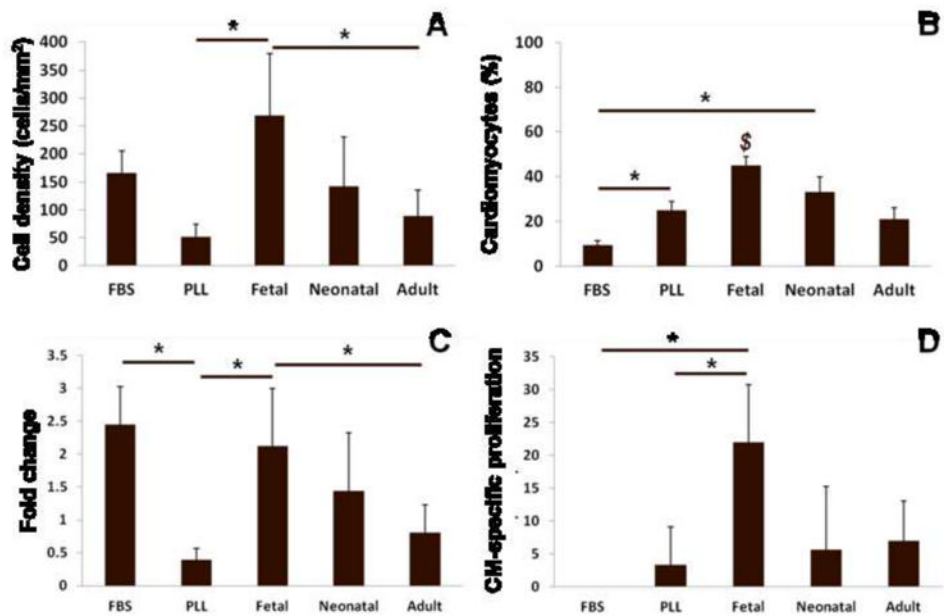 A
Cell density (cells/mm²)
400
350
300
250
200
150
100
50
0
* *
FBS PLL Fetal Neonatal Adult
B
Cardiomyocytes (%)
100
80
60
40
20
0
*
*
$
FBS PLL Fetal Neonatal Adult
C
Fold change
3.5
3
2.5
2
1.5
1
0.5
0
* * *
FBS PLL Fetal Neonatal Adult
D
CM-specific proliferation
35
30
25
20
15
10
5
0
*
*
FBS PLL Fetal Neonatal Adult